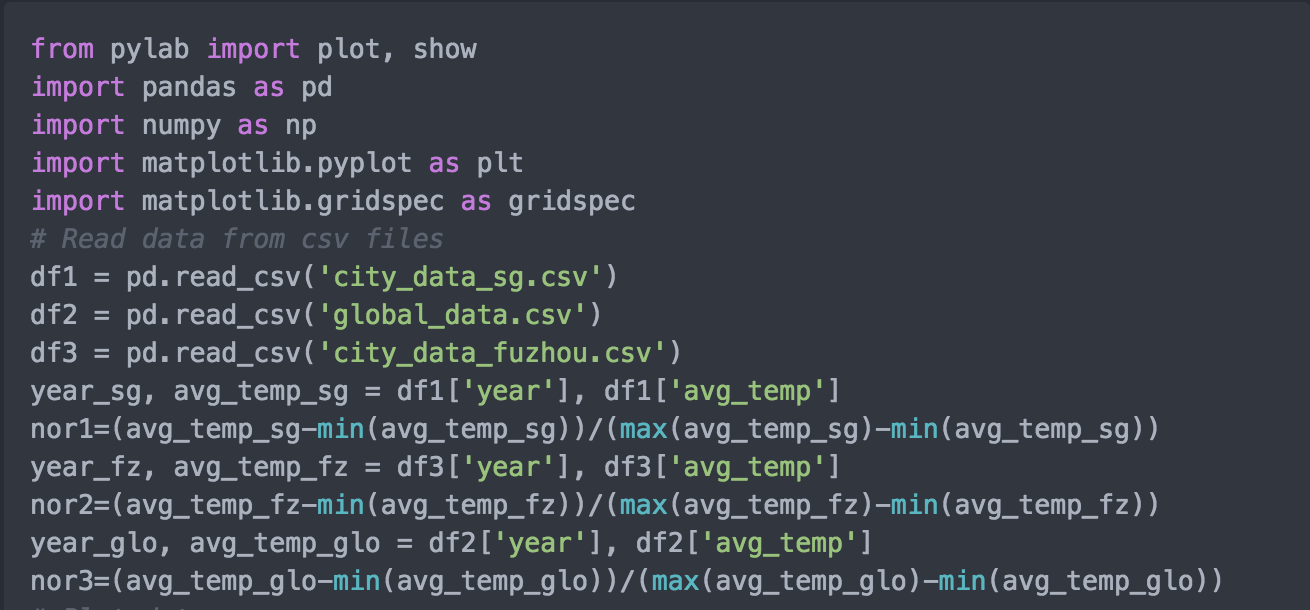 from pylab import plot, show
import pandas as pd
import numpy as np
import matplotlib.pyplot as plt
import matplotlib.gridspec as gridspec
# Read data from csv files
df1 = pd.read_csv('city_data_sg.csv')
df2 = pd.read_csv('global_data.csv')
df3 = pd.read_csv('city_data_fuzhou.csv')
year_sg, avg_temp_sg = df1['year'], df1['avg_temp']
nor1=(avg_temp_sg-min(avg_temp_sg))/(max(avg_temp_sg)-min(avg_temp_sg))
year_fz, avg_temp_fz = df3['year'], df3['avg_temp']
nor2=(avg_temp_fz-min(avg_temp_fz))/(max(avg_temp_fz)-min(avg_temp_fz))
year_glo, avg_temp_glo = df2['year'], df2['avg_temp']
nor3=(avg_temp_glo-min(avg_temp_glo))/(max(avg_temp_glo)-min(avg_temp_glo))